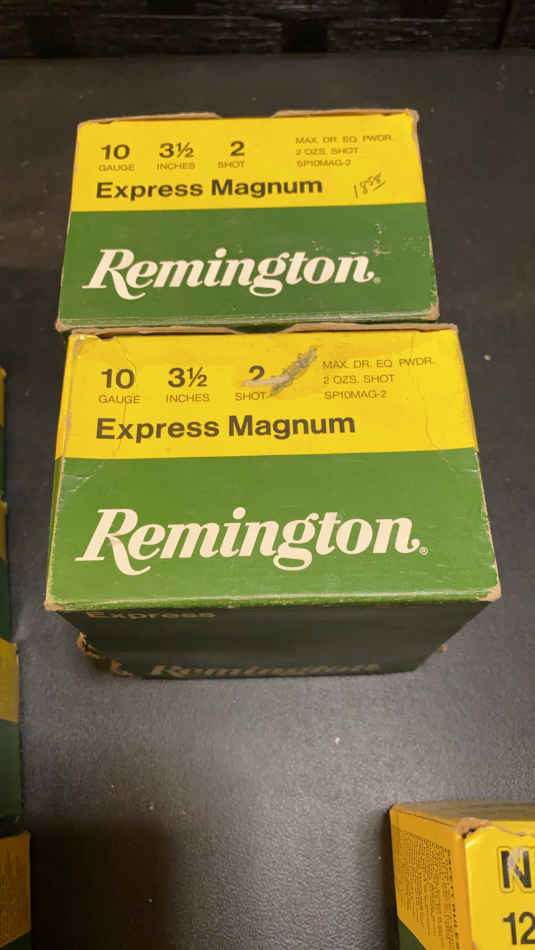 10 3½ 2
GAUGE INCHES SHOT
MAX. DR. EQ. PWDR.
2 OZS. SHOT
SP10MAG-2
Express Magnum
1855
Remington®
10 3½ 2
GAUGE INCHES SHOT
MAX. DR. EQ. PWDR.
2 OZS. SHOT
SP10MAG-2
Express Magnum
Remington®
Express
Remington
N
12